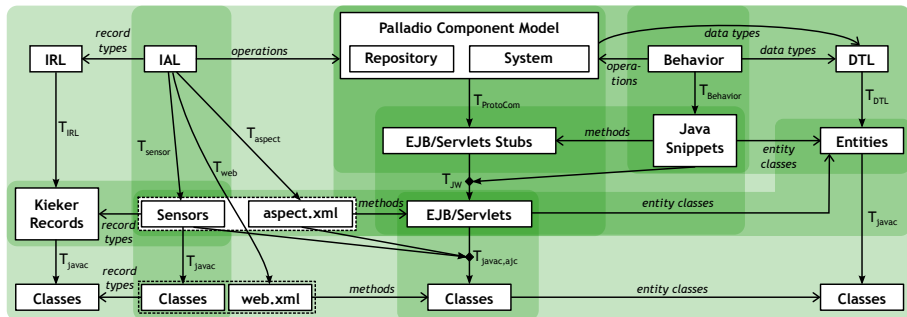 Palladio Component Model
Repository
System
IRL
record
types
IAL
operations
data types
opera-
tions
Behavior
data types
DTL
T_IRL
T_sensor
T_web
T_aspect
T_ProtoCom
T_Behavior
T_DTL
EJB/Servlets Stubs
methods
Java
Snippets
entity
classes
Entities
T_JW
Kieker
Records
record
types
Sensors
aspect.xml
methods
EJB/Servlets
entity classes
T_javac
T_javac
T_javac,ajc
T_javac
Classes
record
types
Classes
web.xml
methods
Classes
entity classes
Classes